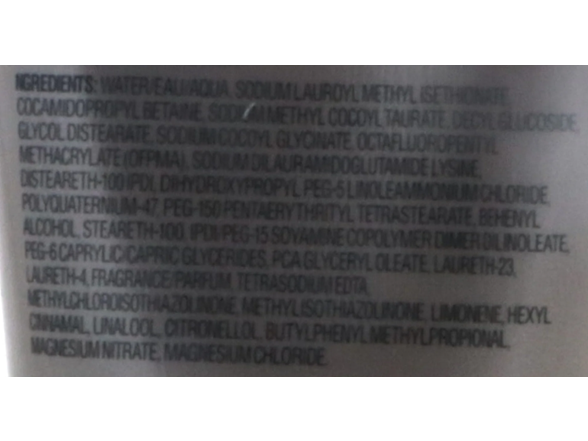 INGREDIENTS: WATER/EAU/AQUA, SODIUM LAUROYL METHYL ISETHIONATE,
COCAMIDOPROPYL BETAINE, SODIUM METHYL COCOYL TAURATE, DECYL GLUCOSIDE,
GLYCOL DISTEARATE, SODIUM COCOYL GLYCINATE, OCTAFLUOROPENTYL
METHACRYLATE (OFPMA), SODIUM DILAURAMIDOGLUTAMIDE LYSINE,
DISTEARETH-100 IPDI, DIHYDROXYPROPYL PEG-5 LINOLEAMMONIUM CHLORIDE,
POLYQUATERNIUM-47, PEG-150 PENTAERYTHRITYL TETRASTEARATE, BEHENYL
ALCOHOL, STEARETH-100, IPDI/PEG-15 SOYAMINE COPOLYMER DIMER DILINOLEATE,
PEG-6 CAPRYLIC/CAPRIC GLYCERIDES, PCA GLYCERYL OLEATE, LAURETH-23,
LAURETH-4, FRAGRANCE/PARFUM, TETRASODIUM EDTA,
METHYLCHLOROISOTHIAZOLINONE, METHYLISOTHIAZOLINONE, LIMONENE, HEXYL
CINNAMAL, LINALOOL, CITRONELLOL, BUTYLPHENYL METHYLPROPIONAL,
MAGNESIUM NITRATE, MAGNESIUM CHLORIDE.